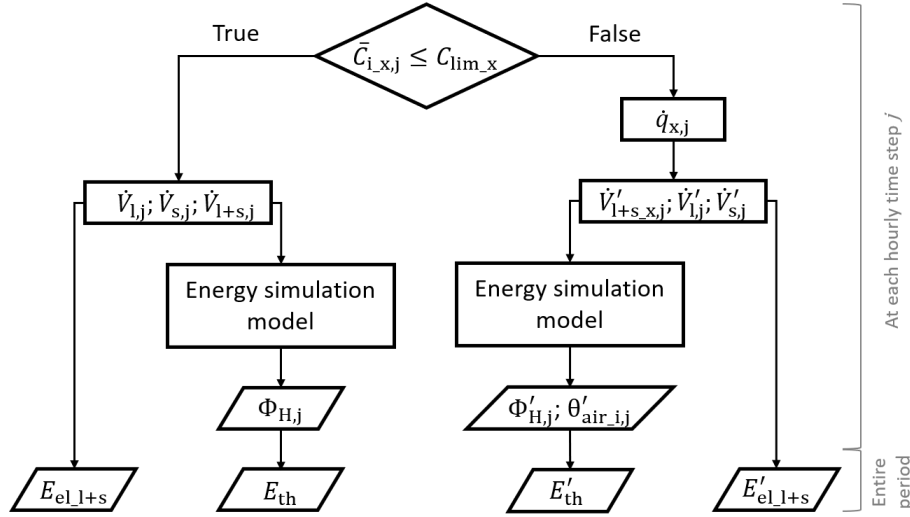 True
False
C̄i_x,j ≤ Clim_x
q̇x,j
V̇l,j; V̇s,j; V̇l+s,j
V̇′l+s_x,j; V̇′l,j; V̇′s,j
Energy simulation
model
Energy simulation
model
ΦH,j
Φ′H,j; θ′air_i,j
Eel_l+s
Eth
E′th
E′el_l+s
At each hourly time step j
Entire
period